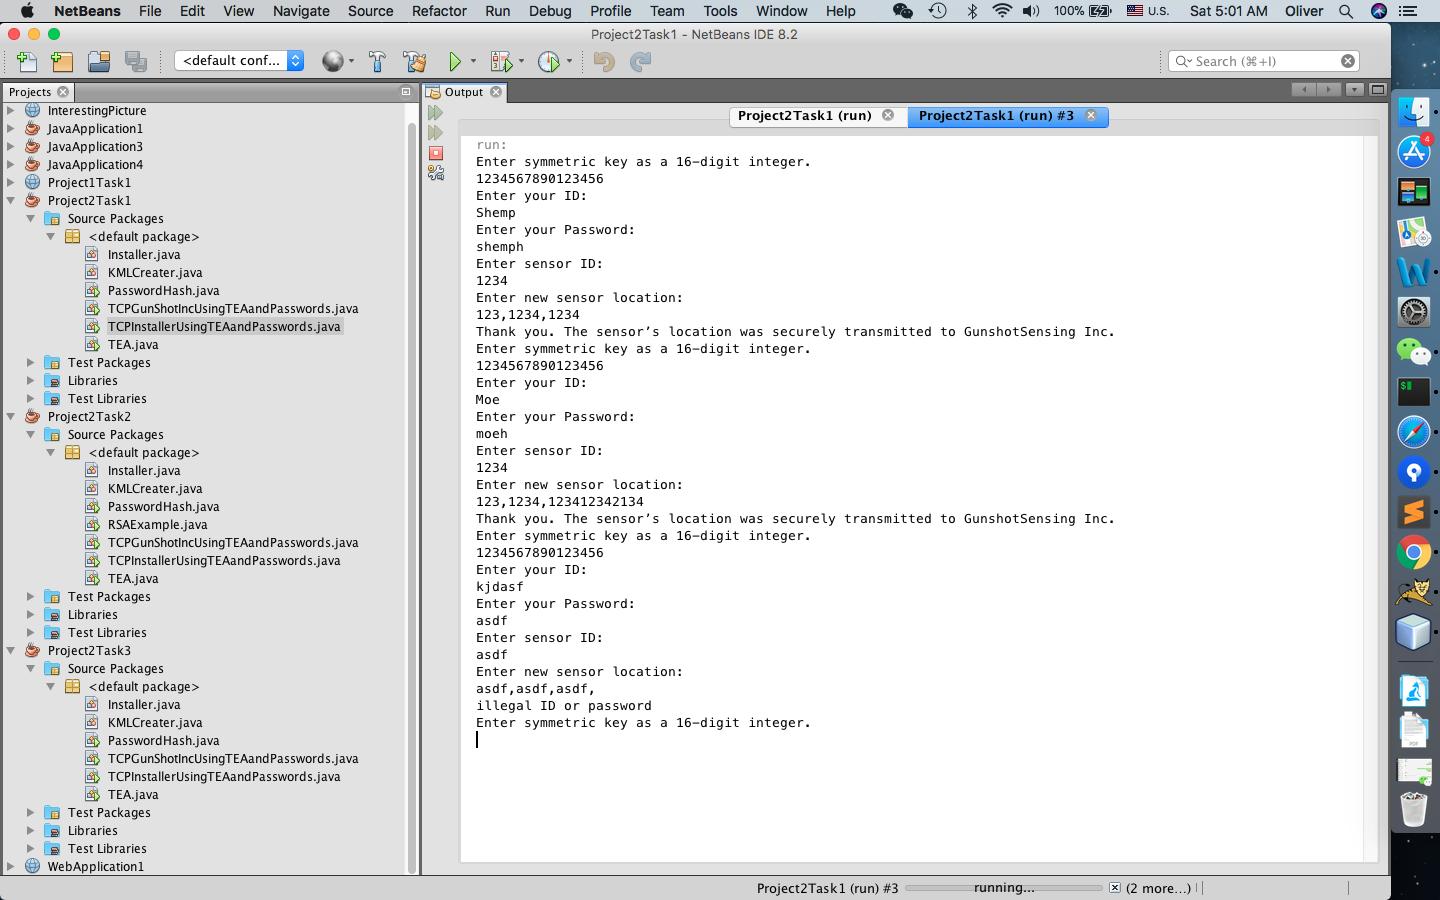 NetBeans File Edit View Navigate Source Refactor Run Debug Profile Team Tools Window Help 100% U.S. Sat 5:01 AM Oliver
Project2Task1 - NetBeans IDE 8.2
<default conf... Search (⌘+I)
Projects
InterestingPicture
JavaApplication1
JavaApplication3
JavaApplication4
Project1Task1
Project2Task1
Source Packages
<default package>
Installer.java
KMLCreater.java
PasswordHash.java
TCPGunShotIncUsingTEAandPasswords.java
TCPInstallerUsingTEAandPasswords.java
TEA.java
Test Packages
Libraries
Test Libraries
Project2Task2
Source Packages
<default package>
Installer.java
KMLCreater.java
PasswordHash.java
RSAExample.java
TCPGunShotIncUsingTEAandPasswords.java
TCPInstallerUsingTEAandPasswords.java
TEA.java
Test Packages
Libraries
Test Libraries
Project2Task3
Source Packages
<default package>
Installer.java
KMLCreater.java
PasswordHash.java
TCPGunShotIncUsingTEAandPasswords.java
TCPInstallerUsingTEAandPasswords.java
TEA.java
Test Packages
Libraries
Test Libraries
WebApplication1
Output
Project2Task1 (run) Project2Task1 (run) #3
run:
Enter symmetric key as a 16-digit integer.
1234567890123456
Enter your ID:
Shemp
Enter your Password:
shemph
Enter sensor ID:
1234
Enter new sensor location:
123,1234,1234
Thank you. The sensor’s location was securely transmitted to GunshotSensing Inc.
Enter symmetric key as a 16-digit integer.
1234567890123456
Enter your ID:
Moe
Enter your Password:
moeh
Enter sensor ID:
1234
Enter new sensor location:
123,1234,123412342134
Thank you. The sensor’s location was securely transmitted to GunshotSensing Inc.
Enter symmetric key as a 16-digit integer.
1234567890123456
Enter your ID:
kjdasf
Enter your Password:
asdf
Enter sensor ID:
asdf
Enter new sensor location:
asdf,asdf,asdf,
illegal ID or password
Enter symmetric key as a 16-digit integer.
Project2Task1 (run) #3 running... (2 more...)
4
PDF